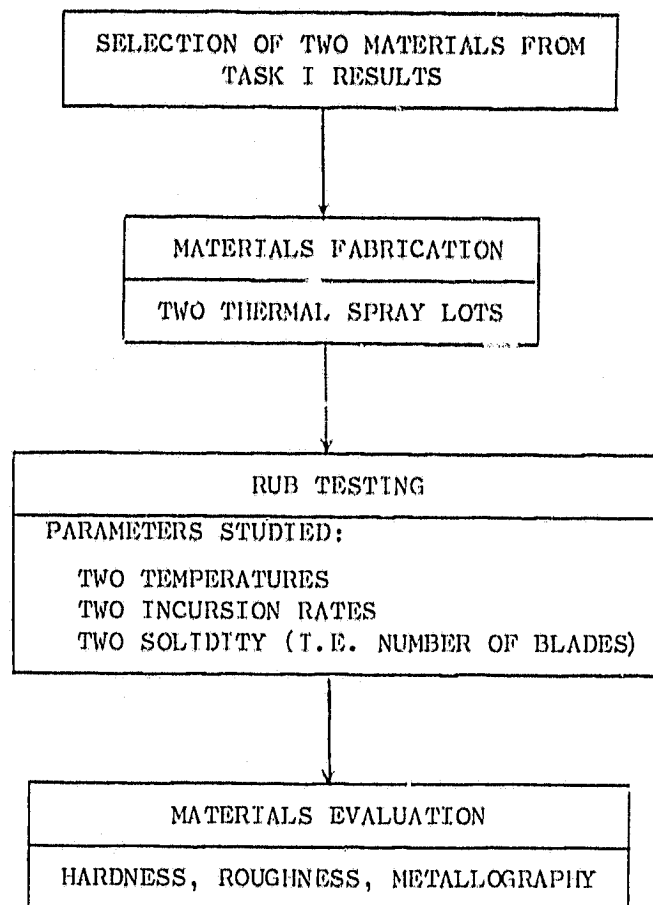 SELECTION OF TWO MATERIALS FROM
TASK I RESULTS
MATERIALS FABRICATION
TWO THERMAL SPRAY LOTS
RUB TESTING
PARAMETERS STUDIED:
TWO TEMPERATURES
TWO INCURSION RATES
TWO SOLIDITY (I.E. NUMBER OF BLADES)
MATERIALS EVALUATION
HARDNESS, ROUGHNESS, METALLOGRAPHY